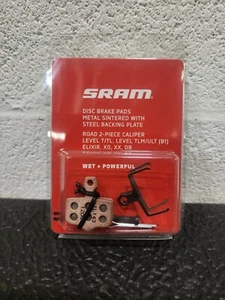 SRAM
DISC BRAKE PADS
METAL SINTERED WITH
STEEL BACKING PLATE
ROAD 2-PIECE CALIPER
LEVEL T/TL, LEVEL TLM/ULT (B1)
ELIXIR, XO, XX, DB
WET + POWERFUL